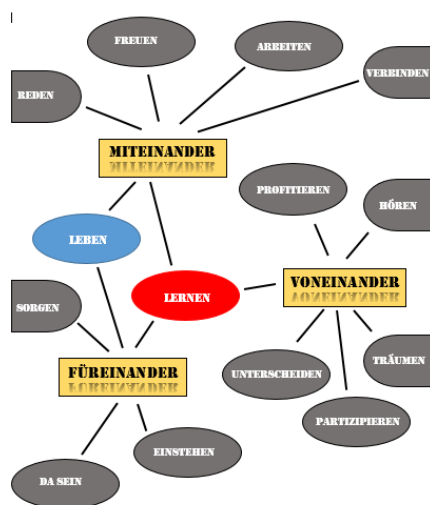 FREUEN
ARBEITEN
VERBINDEN
REDEN
MITEINANDER
PROFITIEREN
HÖREN
LEBEN
VONEINANDER
LERNEN
SORGEN
FÜREINANDER
UNTERSCHEIDEN
TRÄUMEN
PARTIZIPIEREN
EINSTEHEN
DA SEIN